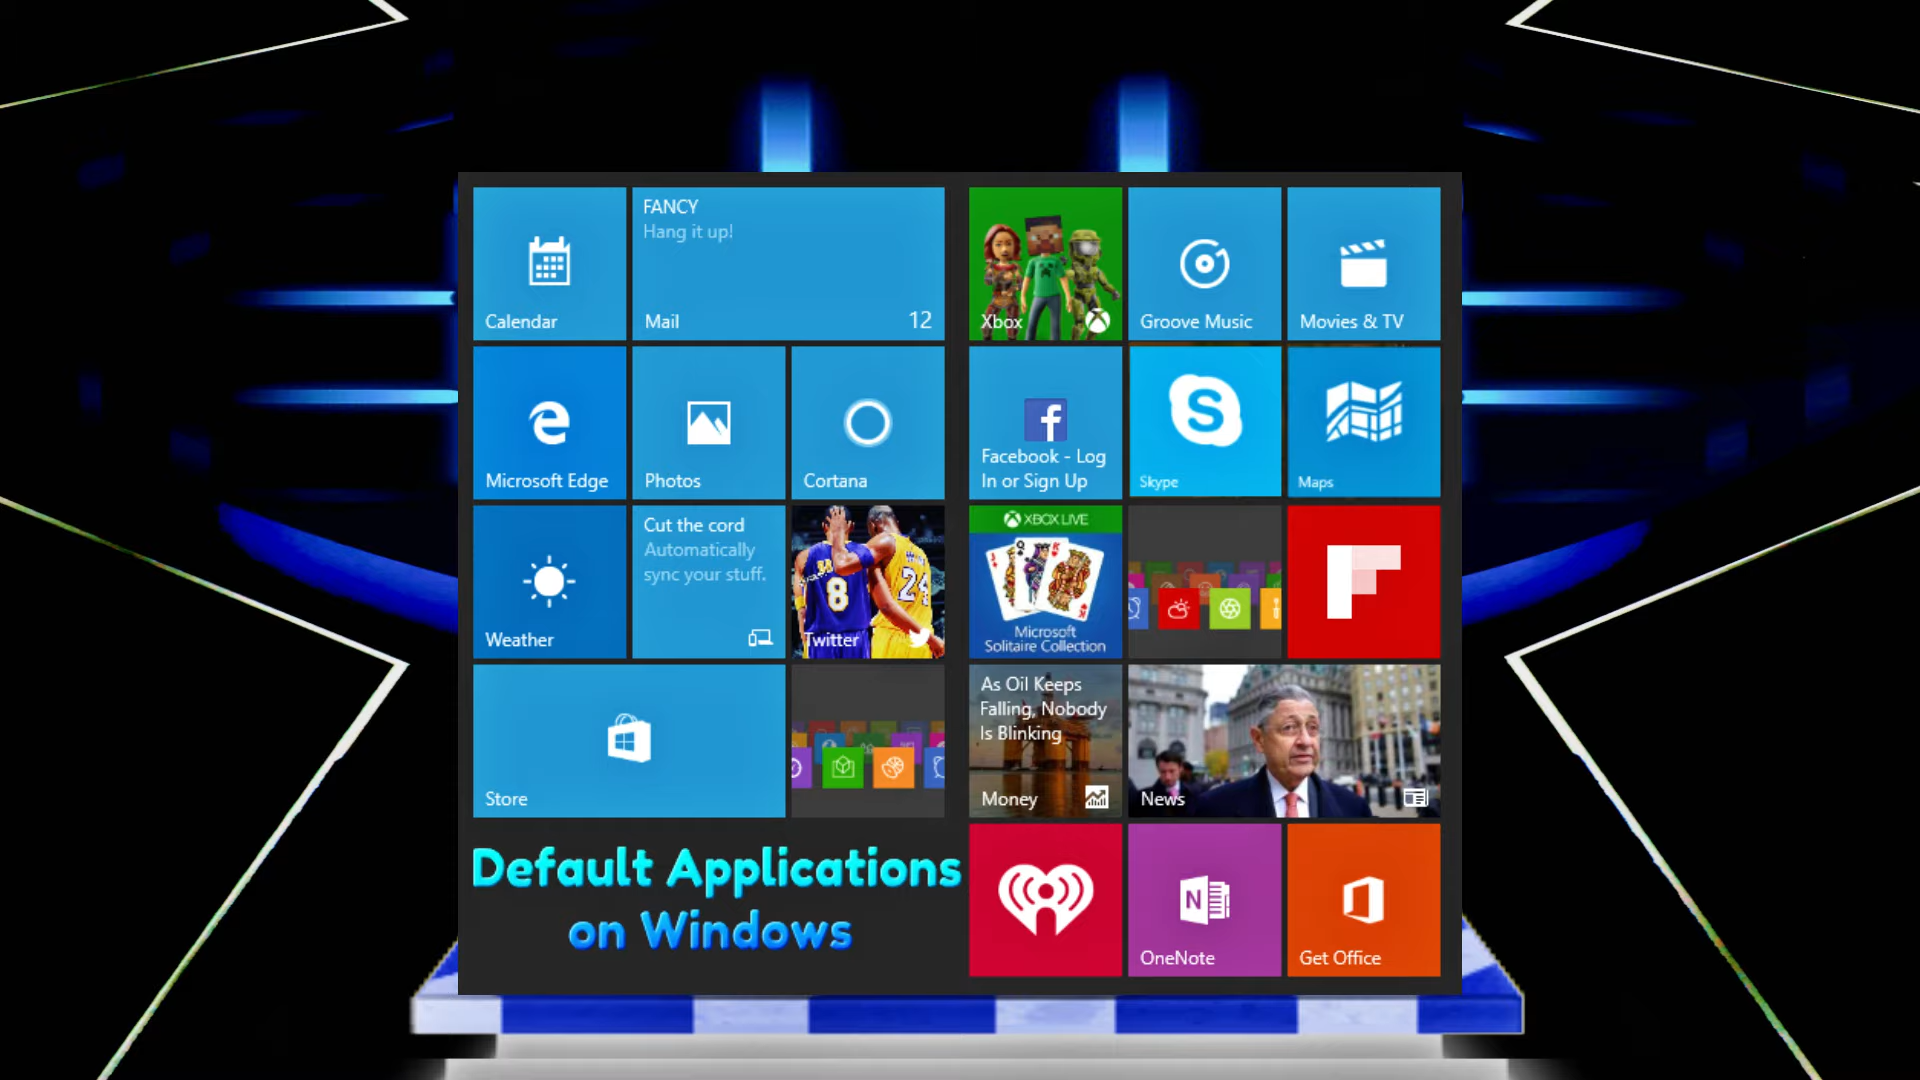 FANCY
Hang it up!
Calendar
Mail
12
Xbox
Groove Music
Movies & TV
Microsoft Edge
Photos
Cortana
Facebook - Log
In or Sign Up
Skype
Maps
Weather
Cut the cord
Automatically
sync your stuff.
8
24
Twitter
XBOX LIVE
Microsoft
Solitaire Collection
Store
As Oil Keeps
Falling, Nobody
Is Blinking
Money
News
Default Applications
on Windows
OneNote
Get Office